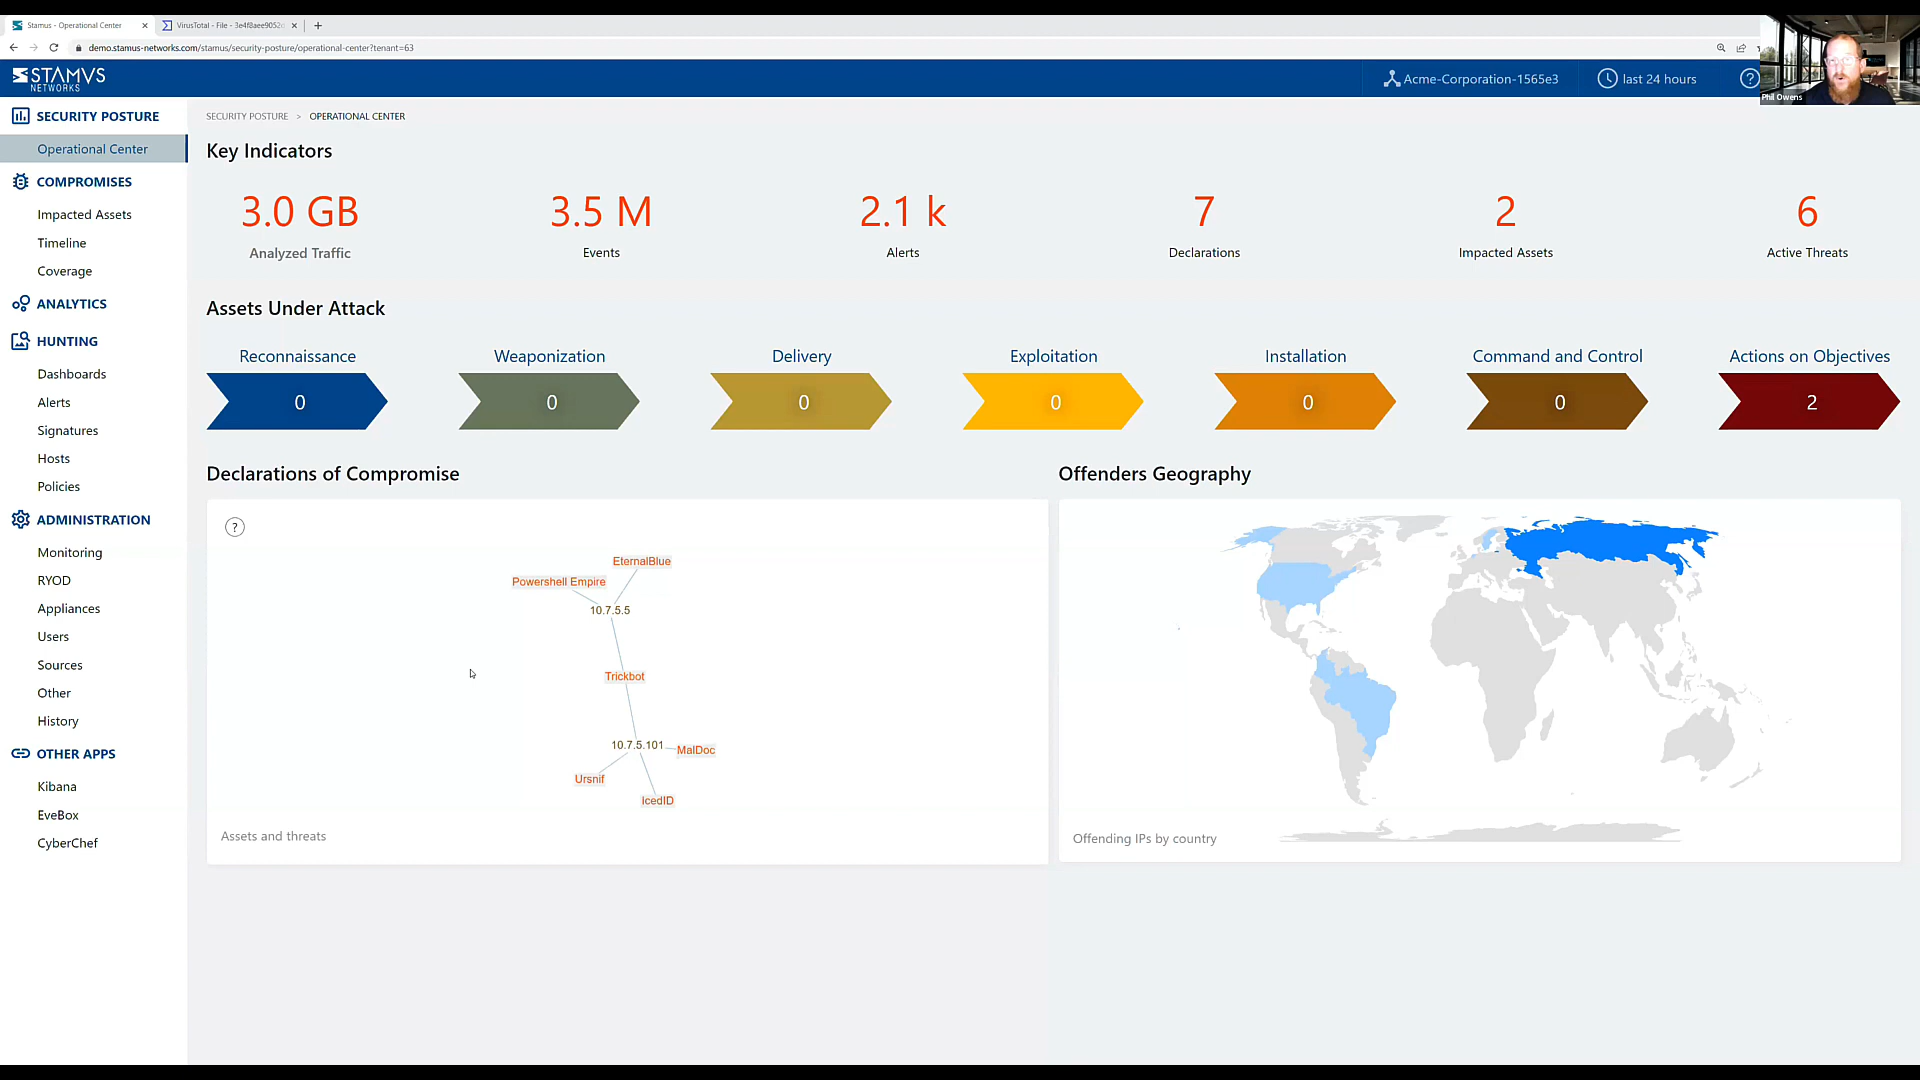 Stamus - Operational Center
VirusTotal - File - 3e4f8aee9052
demo.stamus-networks.com/stamus/security-posture/operational-center?tenant=63
STAMVS
NETWORKS
Acme-Corporation-1565e3
last 24 hours
?
Phil Owens
SECURITY POSTURE
Operational Center
COMPROMISES
Impacted Assets
Timeline
Coverage
ANALYTICS
HUNTING
Dashboards
Alerts
Signatures
Hosts
Policies
ADMINISTRATION
Monitoring
RYOD
Appliances
Users
Sources
Other
History
OTHER APPS
Kibana
EveBox
CyberChef
SECURITY POSTURE > OPERATIONAL CENTER
Key Indicators
3.0 GB
Analyzed Traffic
3.5 M
Events
2.1 k
Alerts
7
Declarations
2
Impacted Assets
6
Active Threats
Assets Under Attack
Reconnaissance
0
Weaponization
0
Delivery
0
Exploitation
0
Installation
0
Command and Control
0
Actions on Objectives
2
Declarations of Compromise
?
EternalBlue
Powershell Empire
10.7.5.5
Trickbot
10.7.5.101
MalDoc
Ursnif
IcedID
Assets and threats
Offenders Geography
Offending IPs by country